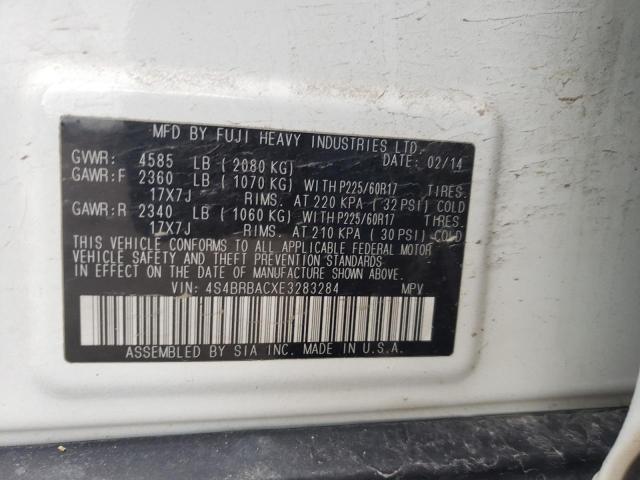 MFD BY FUJI HEAVY INDUSTRIES LTD.
GVWR: 4585 LB (2080 KG) DATE: 02/14
GAWR:F 2360 LB (1070 KG) WITH P225/60R17 TIRES.
17X7J RIMS. AT 220 KPA (32 PSI) COLD
GAWR:R 2340 LB (1060 KG) WITH P225/60R17 TIRES.
17X7J RIMS. AT 210 KPA (30 PSI) COLD
THIS VEHICLE CONFORMS TO ALL APPLICABLE FEDERAL MOTOR
VEHICLE SAFETY AND THEFT PREVENTION STANDARDS
IN EFFECT ON THE DATE OF MANUFACTURE SHOWN ABOVE.
VIN: 4S4BRBACXE3283284 MPV
ASSEMBLED BY SIA INC. MADE IN U.S.A.